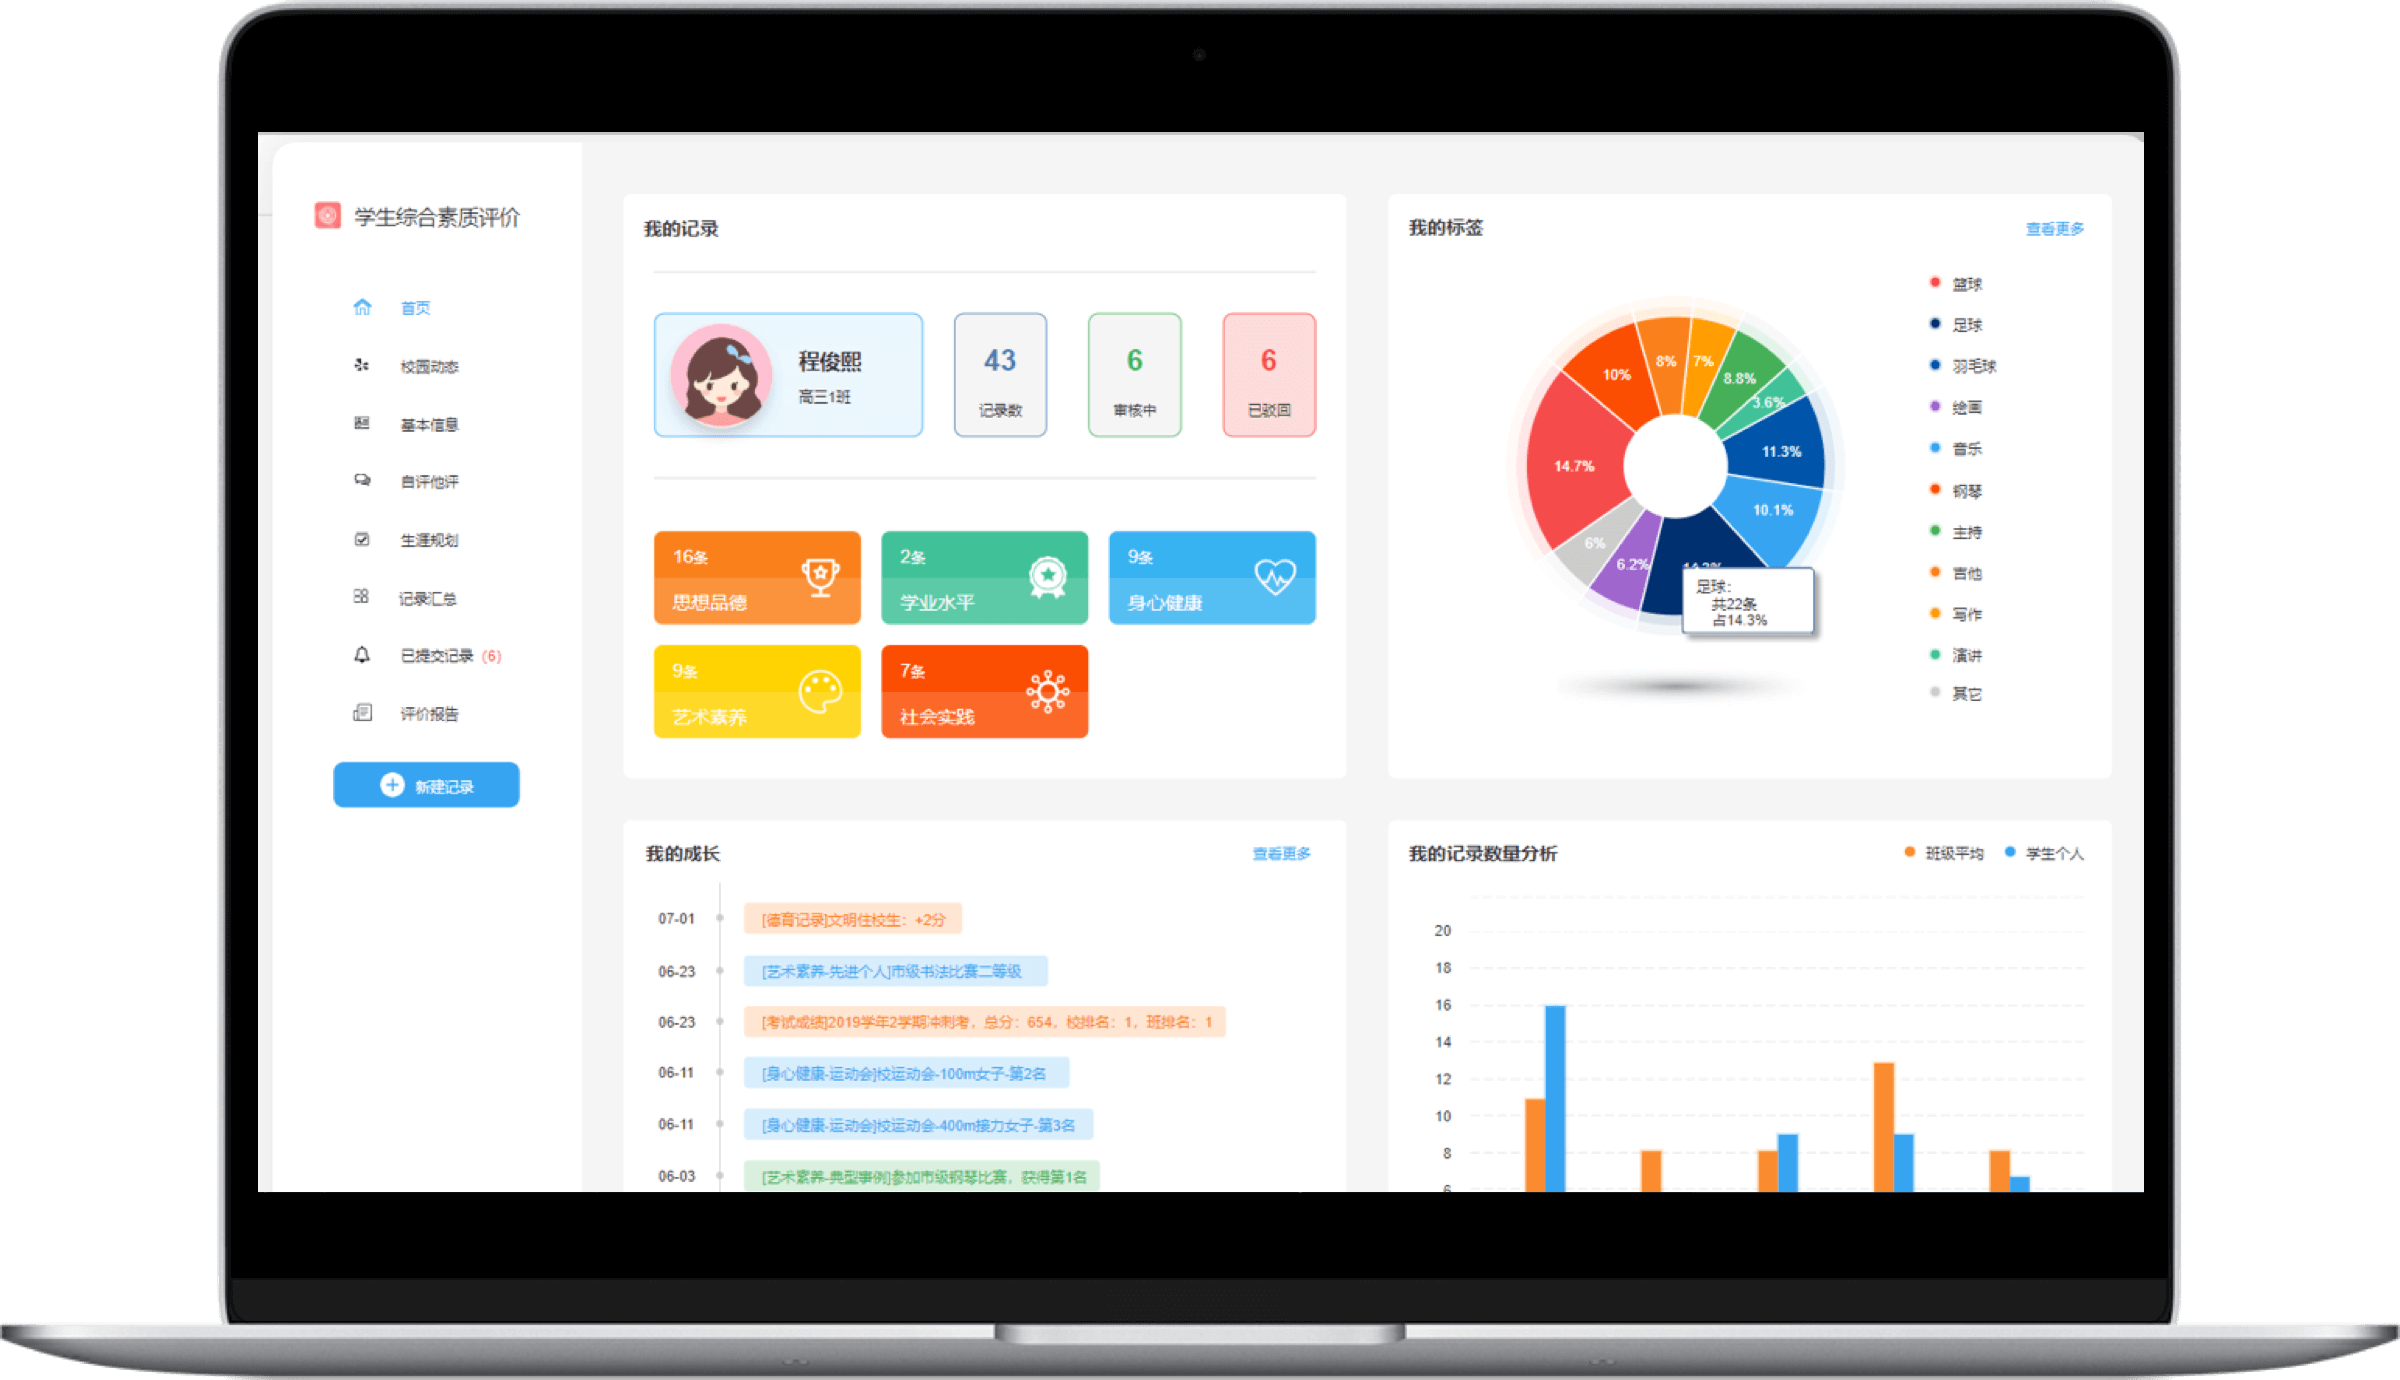 学生综合素质评价
首页
校园动态
基本信息
自评他评
生涯规划
记录汇总
已提交记录 (6)
评价报告
新建记录
我的记录
程俊熙
高三1班
43
记录数
6
审核中
6
已驳回
16条
思想品德
2条
学业水平
9条
身心健康
9条
艺术素养
7条
社会实践
我的标签
查看更多
8%
7%
8.8%
3.6%
11.3%
10.1%
14.3%
6.2%
6%
14.7%
10%
足球：
共22条
占14.3%
篮球
足球
羽毛球
绘画
音乐
钢琴
主持
吉他
写作
演讲
其它
我的成长
查看更多
07-01
[德育记录]文明住校生：+2分
06-23
[艺术素养-先进个人]市级书法比赛二等级
06-23
[考试成绩]2019学年2学期冲刺考，总分：654，校排名：1，班排名：1
06-11
[身心健康-运动会]校运动会-100m女子-第2名
06-11
[身心健康-运动会]校运动会-400m接力女子-第3名
06-03
[艺术素养-典型事例]参加市级钢琴比赛，获得第1名
我的记录数量分析
班级平均
学生个人
20
18
16
14
12
10
8
6